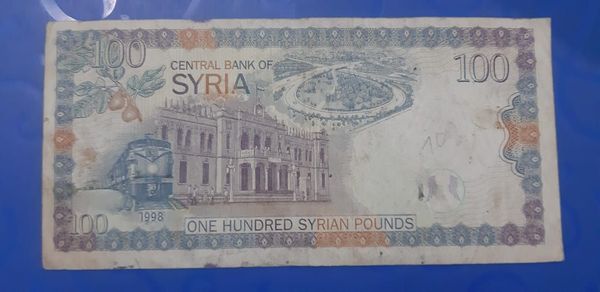 100
CENTRAL BANK OF
SYRIA
100
100
1998
ONE HUNDRED SYRIAN POUNDS